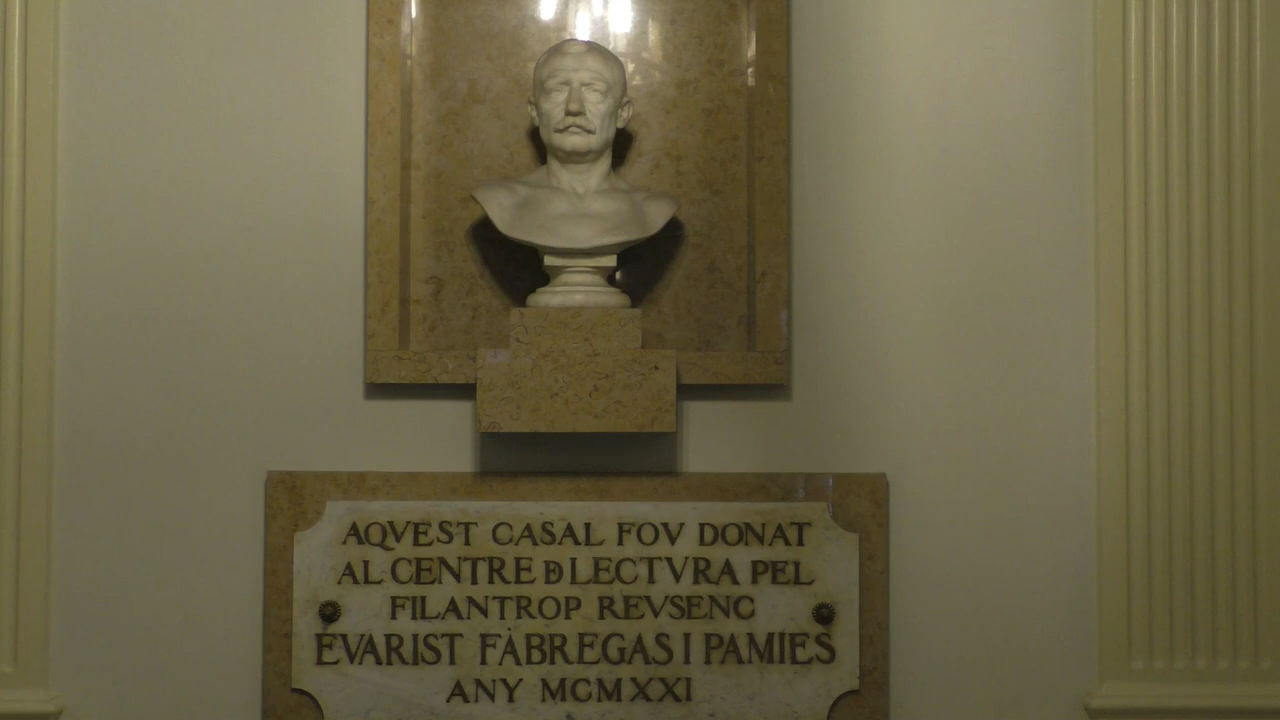 AQVEST CASAL FOV DONAT
AL CENTRE D LECTVRA PEL
FILANTROP REVSENC
EVARIST FÀBREGAS I PAMIES
ANY MCMXXI